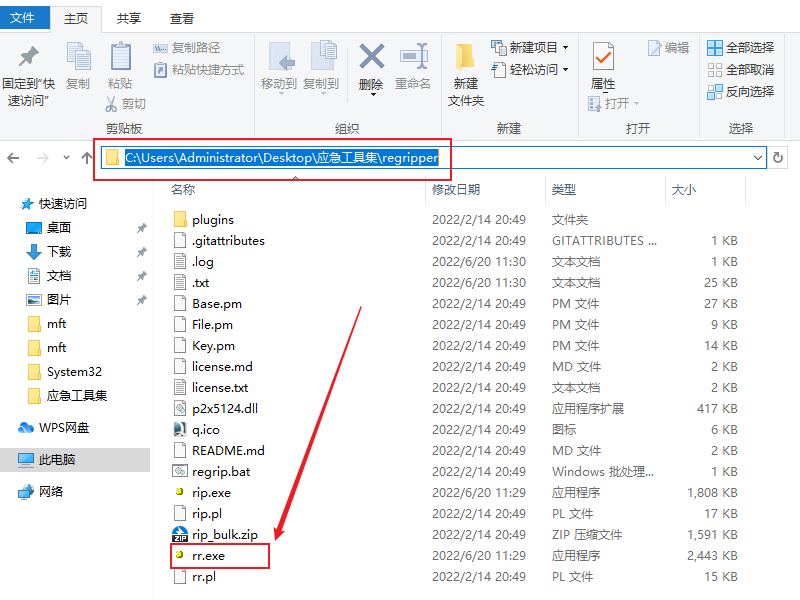 文件 主页 共享 查看
固定到"快速访问"
复制
粘贴
复制路径
粘贴快捷方式
剪切
剪贴板
移动到
复制到
删除
重命名
组织
新建文件夹
新建项目
轻松访问
新建
属性
打开
编辑
打开
全部选择
全部取消
反向选择
选择
C:\Users\Administrator\Desktop\应急工具集\regripper
快速访问
桌面
下载
文档
图片
mft
mft
System32
应急工具集
WPS网盘
此电脑
网络
名称 修改日期 类型 大小
plugins 2022/2/14 20:49 文件夹
.gitattributes 2022/2/14 20:49 GITATTRIBUTES ... 1 KB
.log 2022/6/20 11:30 文本文档 1 KB
.txt 2022/6/20 11:30 文本文档 25 KB
Base.pm 2022/2/14 20:49 PM 文件 27 KB
File.pm 2022/2/14 20:49 PM 文件 9 KB
Key.pm 2022/2/14 20:49 PM 文件 14 KB
license.md 2022/2/14 20:49 MD 文件 2 KB
license.txt 2022/2/14 20:49 文本文档 2 KB
p2x5124.dll 2022/2/14 20:49 应用程序扩展 417 KB
q.ico 2022/2/14 20:49 图标 6 KB
README.md 2022/2/14 20:49 MD 文件 2 KB
regrip.bat 2022/2/14 20:49 Windows 批处理... 1 KB
rip.exe 2022/6/20 11:29 应用程序 1,808 KB
rip.pl 2022/2/14 20:49 PL 文件 17 KB
ZIP rip_bulk.zip 2022/2/14 20:49 ZIP 压缩文件 1,591 KB
rr.exe 2022/6/20 11:29 应用程序 2,443 KB
rr.pl 2022/2/14 20:49 PL 文件 15 KB